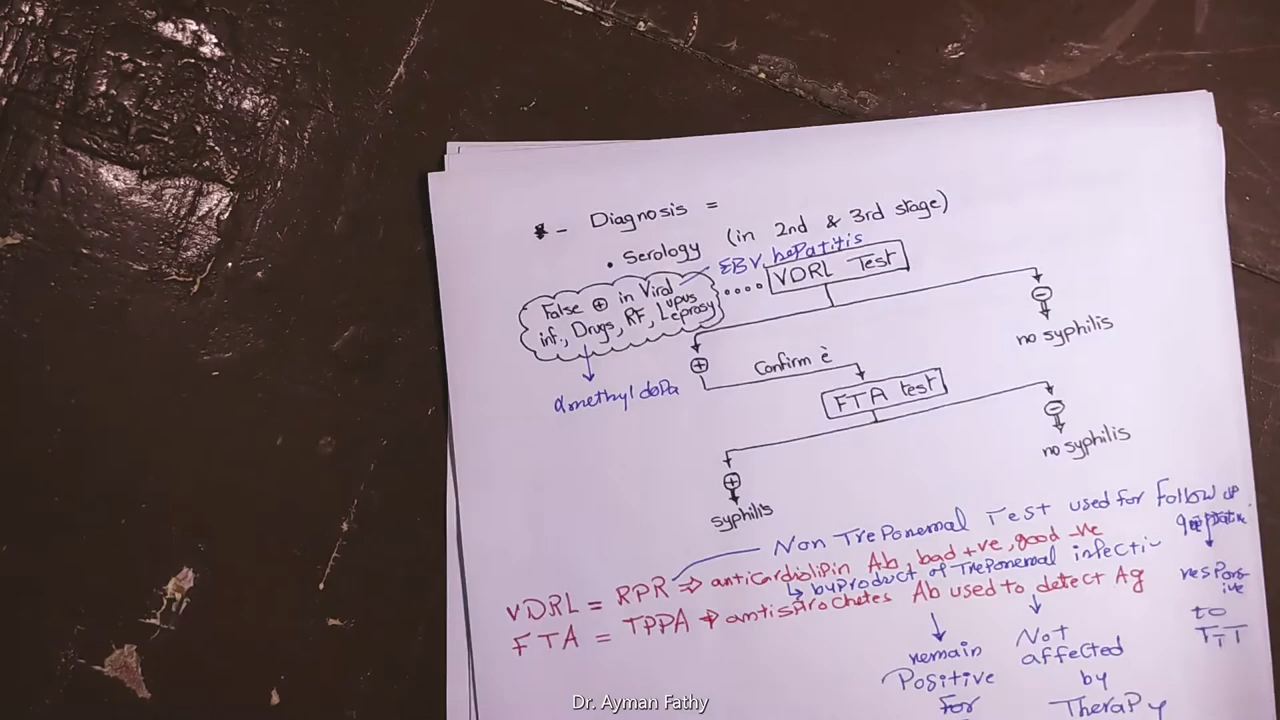 *- Diagnosis =
• Serology (in 2nd & 3rd stage)
EBV, hepatitis
False ⊕ in Viral
inf., Drugs, RF, Lupus
Leprosy
....
VDRL Test
⊖
no syphilis
⊕
Confirm è
α methyl dopa
FTA test
⊖
no syphilis
⊕
syphilis
Non Treponemal Test used for Follow up
VDRL = RPR ⇒ anticardiolipin Ab, bad +ve, good -ve
↳ byproduct of Treponemal infecti
responsive
to
TTT
FTA = TPPA ⇒ antispirochetes Ab used to detect Ag
remain
Positive
for
Not
affected
by
Therapy
Dr. Ayman Fathy